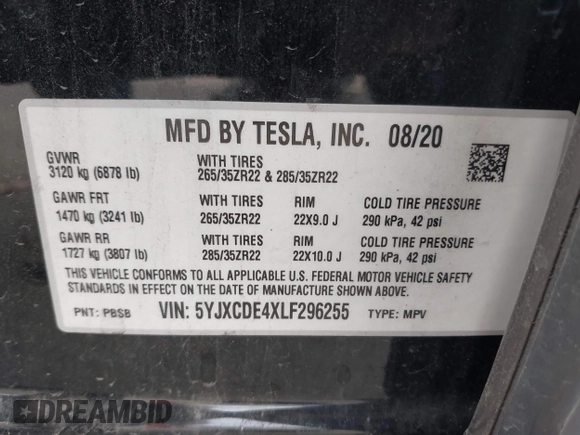 MFD BY TESLA, INC. 08/20
GVWR WITH TIRES
3120 kg (6878 lb) 265/35ZR22 & 285/35ZR22
GAWR FRT WITH TIRES RIM COLD TIRE PRESSURE
1470 kg (3241 lb) 265/35ZR22 22X9.0 J 290 kPa, 42 psi
GAWR RR WITH TIRES RIM COLD TIRE PRESSURE
1727 kg (3807 lb) 285/35ZR22 22X10.0 J 290 kPa, 42 psi
THIS VEHICLE CONFORMS TO ALL APPLICABLE U.S. FEDERAL MOTOR VEHICLE SAFETY
STANDARDS IN EFFECT ON THE DATE OF MANUFACTURE SHOWN ABOVE.
PNT: PBSB VIN: 5YJXCDE4XLF296255 TYPE: MPV
DREAMBID